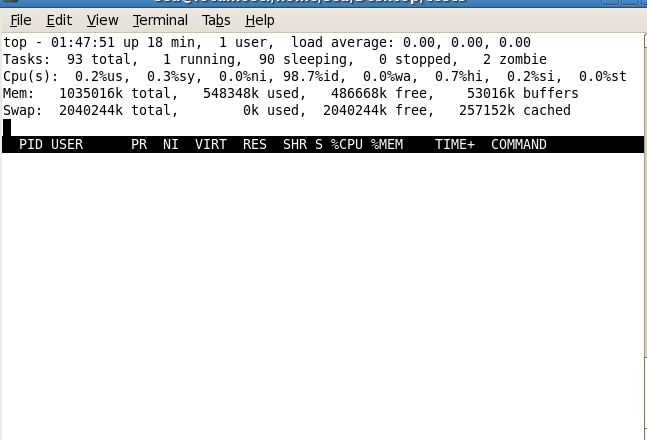 File Edit View Terminal Tabs Help
top - 01:47:51 up 18 min,  1 user,  load average: 0.00, 0.00, 0.00
Tasks:  93 total,   1 running,  90 sleeping,   0 stopped,   2 zombie
Cpu(s):  0.2%us,  0.3%sy,  0.0%ni, 98.7%id,  0.0%wa,  0.7%hi,  0.2%si,  0.0%st
Mem:   1035016k total,   548348k used,   486668k free,    53016k buffers
Swap:  2040244k total,        0k used,  2040244k free,   257152k cached
  PID USER      PR  NI  VIRT  RES  SHR S %CPU %MEM    TIME+  COMMAND